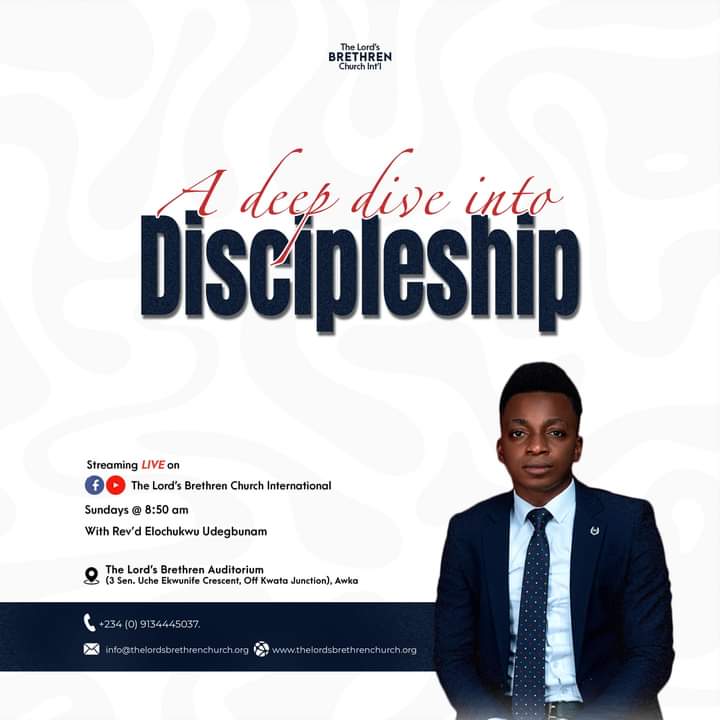 The Lord's
BRETHREN
Church Int'l
A deep dive into
Discipleship
Streaming LIVE on
The Lord's Brethren Church International
Sundays @ 8:50 am
With Rev'd Elochukwu Udegbunam
The Lord's Brethren Auditorium
(3 Sen. Uche Ekwunife Crescent, Off Kwata Junction), Awka
+234 (0) 9134445037.
info@thelordsbrethrenchurch.org www.thelordsbrethrenchurch.org